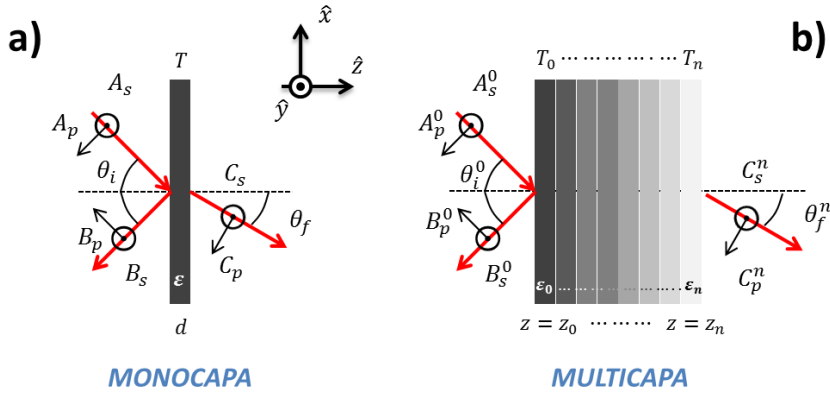 a)
T
A_s
A_p
θ_i
B_p
B_s
C_s
θ_f
C_p
ε
d
MONOCAPA
x̂
ŷ
ẑ
b)
T_0 ··· ··· ··· ··· · ··· T_n
A_s^0
A_p^0
θ_i^0
B_p^0
B_s^0
C_s^n
θ_f^n
C_p^n
ε_0 ... ... ... ... ... ε_n
z = z_0 ··· ··· ··· z = z_n
MULTICAPA